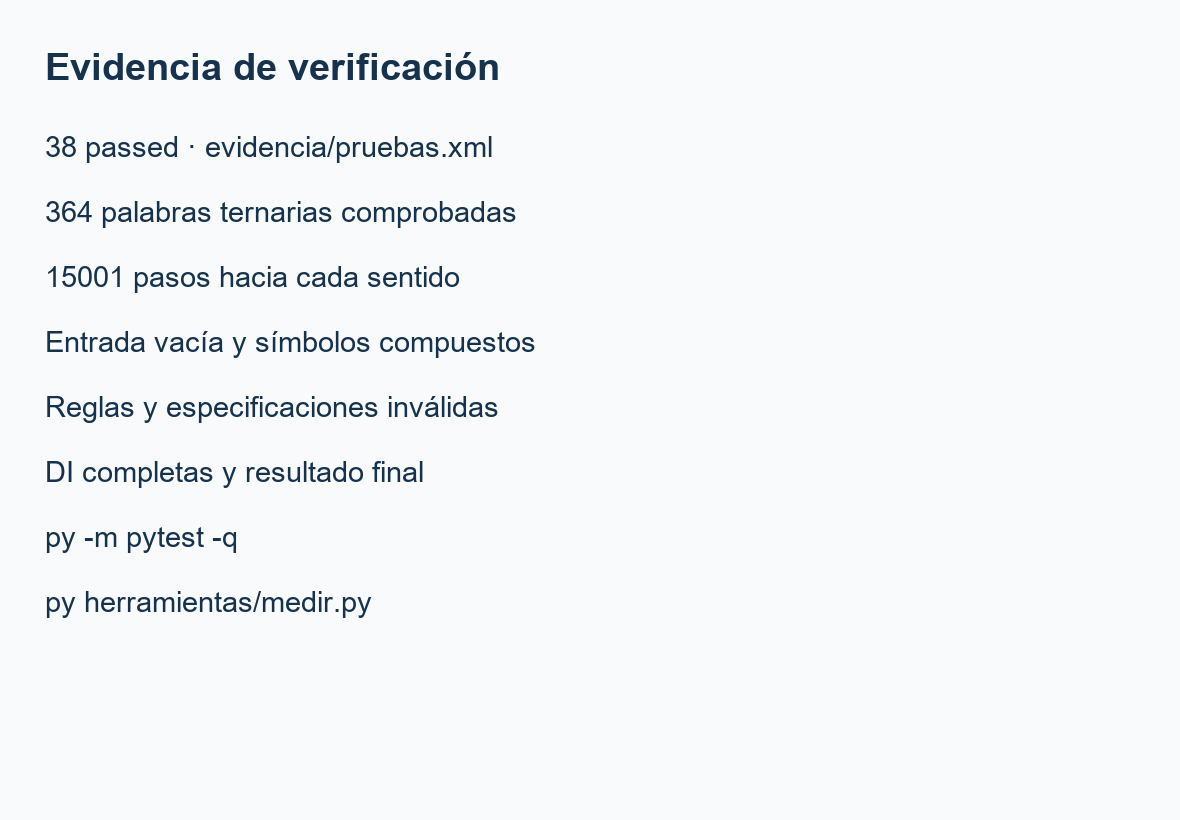 Evidencia de verificación
38 passed · evidencia/pruebas.xml
364 palabras ternarias comprobadas
15001 pasos hacia cada sentido
Entrada vacía y símbolos compuestos
Reglas y especificaciones inválidas
DI completas y resultado final
py -m pytest -q
py herramientas/medir.py